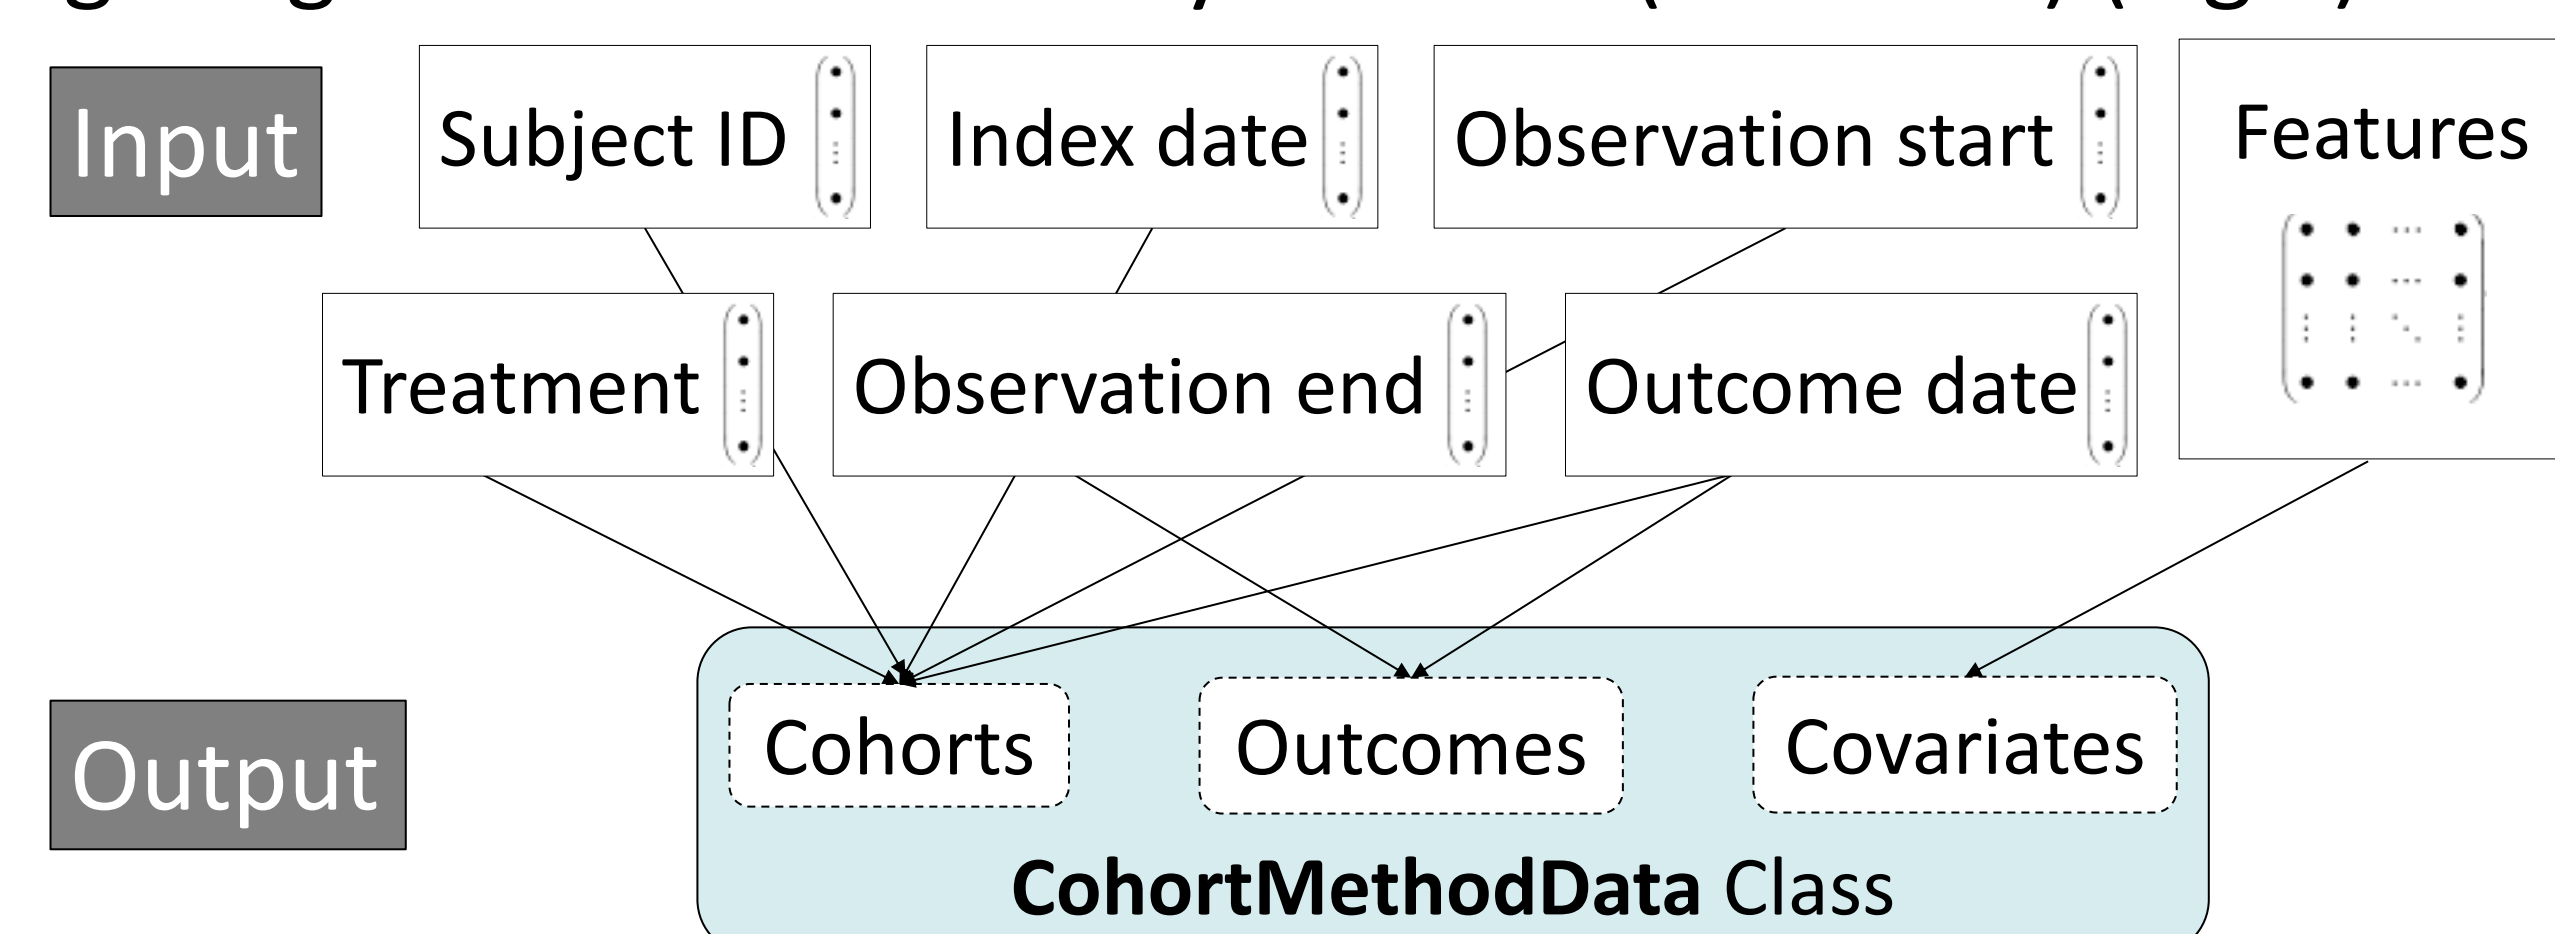 Input
Subject ID
Index date
Observation start
Features
Treatment
Observation end
Outcome date
Output
Cohorts
Outcomes
Covariates
CohortMethodData Class